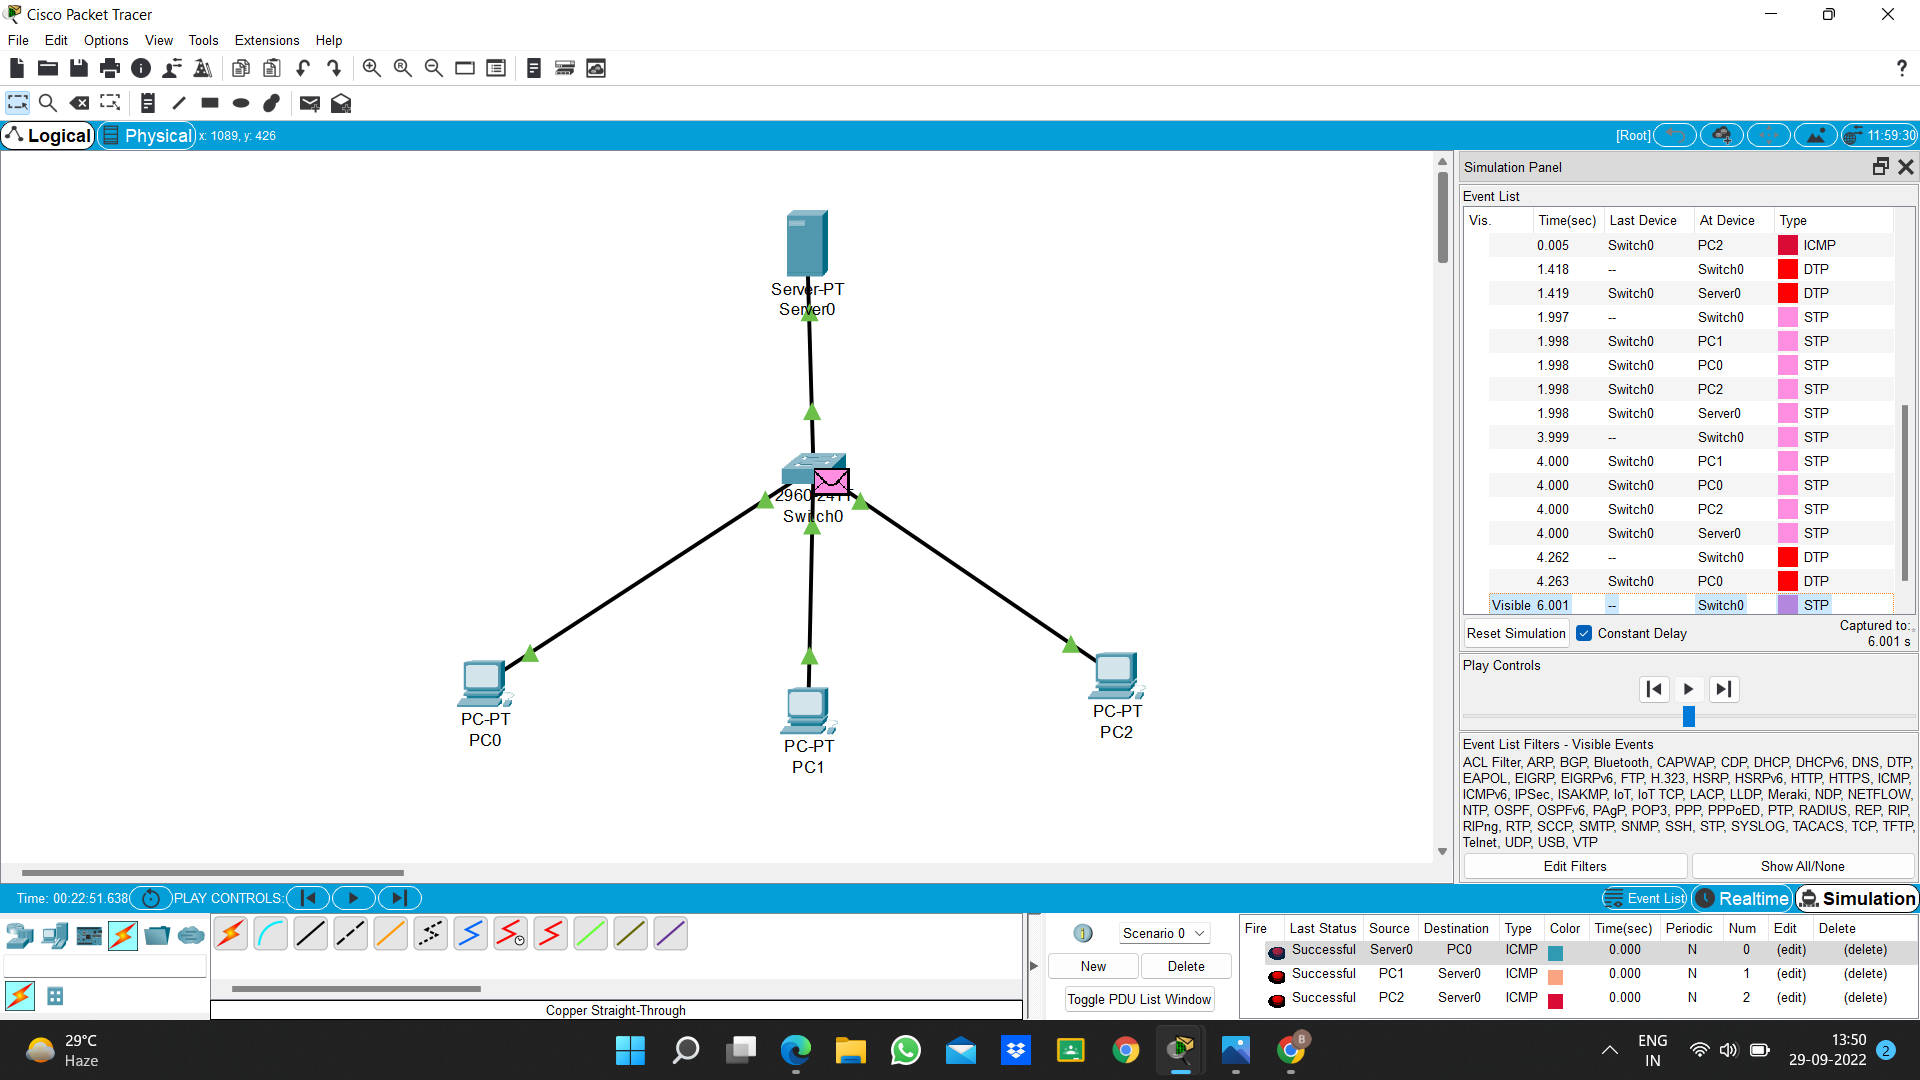 Cisco Packet Tracer
File Edit Options View Tools Extensions Help
Logical Physical x: 1089, y: 426 [Root] 11:59:30
Server-PT
Server0
Switch0
PC-PT
PC0
PC-PT
PC1
PC-PT
PC2
Simulation Panel
Event List
Vis. Time(sec) Last Device At Device Type
0.005 Switch0 PC2 ICMP
1.418 -- Switch0 DTP
1.419 Switch0 Server0 DTP
1.997 -- Switch0 STP
1.998 Switch0 PC1 STP
1.998 Switch0 PC0 STP
1.998 Switch0 PC2 STP
1.998 Switch0 Server0 STP
3.999 -- Switch0 STP
4.000 Switch0 PC1 STP
4.000 Switch0 PC0 STP
4.000 Switch0 PC2 STP
4.000 Switch0 Server0 STP
4.262 -- Switch0 DTP
4.263 Switch0 PC0 DTP
Visible 6.001 -- Switch0 STP
Reset Simulation Constant Delay Captured to:
6.001 s
Play Controls
Event List Filters - Visible Events
ACL Filter, ARP, BGP, Bluetooth, CAPWAP, CDP, DHCP, DHCPv6, DNS, DTP,
EAPOL, EIGRP, EIGRPv6, FTP, H.323, HSRP, HSRPv6, HTTP, HTTPS, ICMP,
ICMPv6, IPSec, ISAKMP, IoT, IoT TCP, LACP, LLDP, Meraki, NDP, NETFLOW,
NTP, OSPF, OSPFv6, PAgP, POP3, PPP, PPPoED, PTP, RADIUS, REP, RIP,
RIPng, RTP, SCCP, SMTP, SNMP, SSH, STP, SYSLOG, TACACS, TCP, TFTP,
Telnet, UDP, USB, VTP
Edit Filters Show All/None
Time: 00:22:51.638 PLAY CONTROLS: Event List Realtime Simulation
Copper Straight-Through
Scenario 0
New Delete
Toggle PDU List Window
Fire Last Status Source Destination Type Color Time(sec) Periodic Num Edit Delete
Successful Server0 PC0 ICMP 0.000 N 0 (edit) (delete)
Successful PC1 Server0 ICMP 0.000 N 1 (edit) (delete)
Successful PC2 Server0 ICMP 0.000 N 2 (edit) (delete)
29°C
Haze
B
ENG
IN
13:50
29-09-2022
2